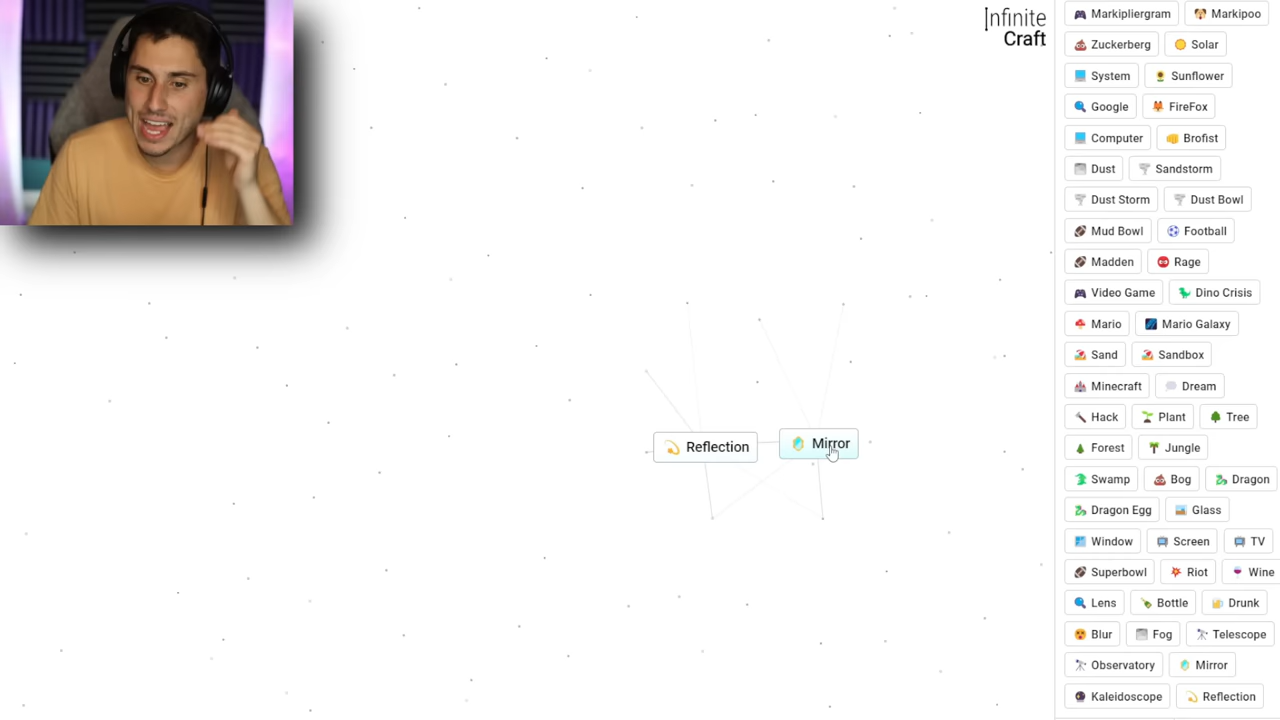 Infinite
Craft
Reflection
Mirror
Markipliergram Markipoo
Zuckerberg Solar
System Sunflower
Google FireFox
Computer Brofist
Dust Sandstorm
Dust Storm Dust Bowl
Mud Bowl Football
Madden Rage
Video Game Dino Crisis
Mario Mario Galaxy
Sand Sandbox
Minecraft Dream
Hack Plant Tree
Forest Jungle
Swamp Bog Dragon
Dragon Egg Glass
Window Screen TV
Superbowl Riot Wine
Lens Bottle Drunk
Blur Fog Telescope
Observatory Mirror
Kaleidoscope Reflection